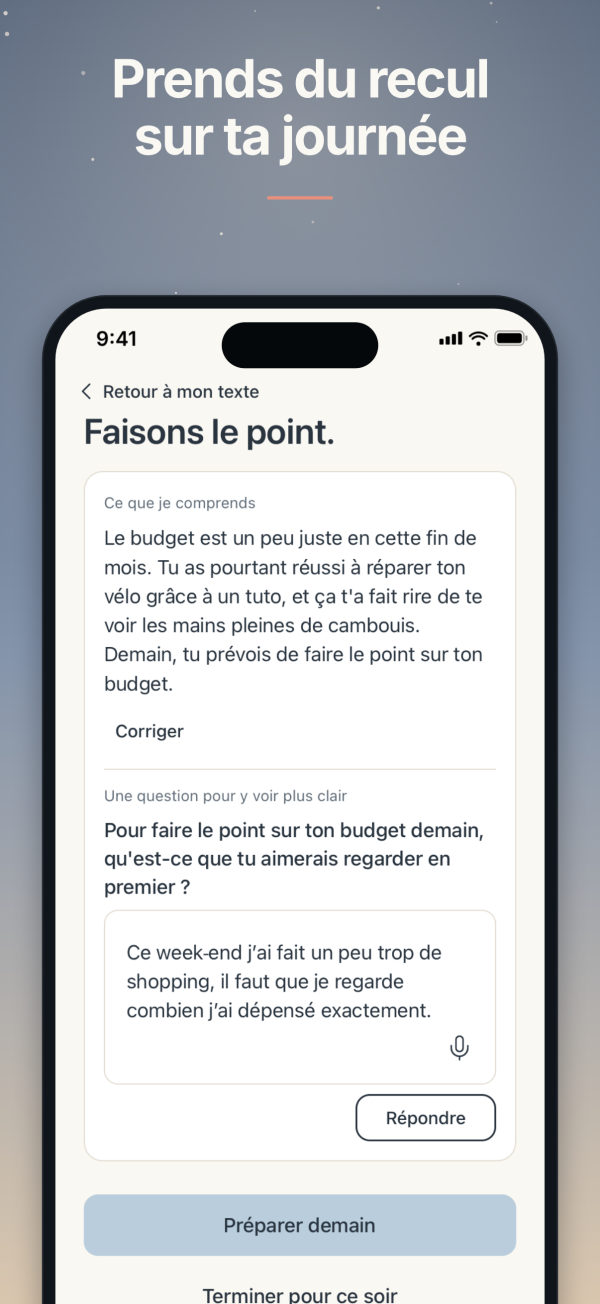 Prends du recul
sur ta journée
9:41
Retour à mon texte
Faisons le point.
Ce que je comprends
Le budget est un peu juste en cette fin de
mois. Tu as pourtant réussi à réparer ton
vélo grâce à un tuto, et ça t'a fait rire de te
voir les mains pleines de cambouis.
Demain, tu prévois de faire le point sur ton
budget.
Corriger
Une question pour y voir plus clair
Pour faire le point sur ton budget demain,
qu'est-ce que tu aimerais regarder en
premier ?
Ce week-end j’ai fait un peu trop de
shopping, il faut que je regarde
combien j’ai dépensé exactement.
Répondre
Préparer demain
Terminer pour ce soir